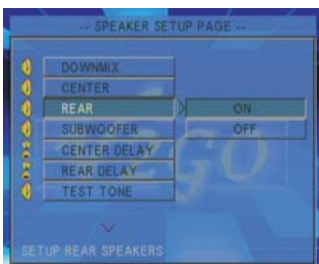 -- SPEAKER SETUP PAGE --
DOWNMIX
CENTER
REAR ON
SUBWOOFER OFF
CENTER DELAY
REAR DELAY
TEST TONE
SETUP REAR SPEAKERS